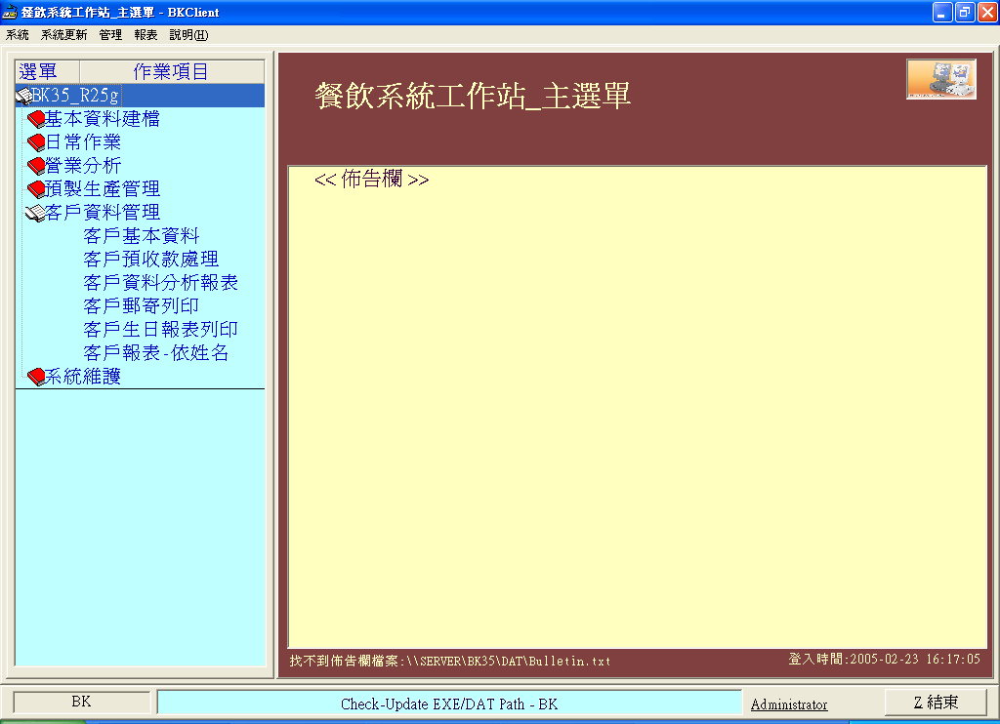 餐飲系統工作站_主選單 - BKClient
系統 系統更新 管理 報表 說明(H)
選單 作業項目
BK35_R25g
基本資料建檔
日常作業
營業分析
預製生產管理
客戶資料管理
客戶基本資料
客戶預收款處理
客戶資料分析報表
客戶郵寄列印
客戶生日報表列印
客戶報表-依姓名
系統維護
餐飲系統工作站_主選單
<< 佈告欄 >>
找不到佈告欄檔案:\\SERVER\BK35\DAT\Bulletin.txt
登入時間:2005-02-23 16:17:05
BK
Check-Update EXE/DAT Path - BK
Administrator
Z 結束